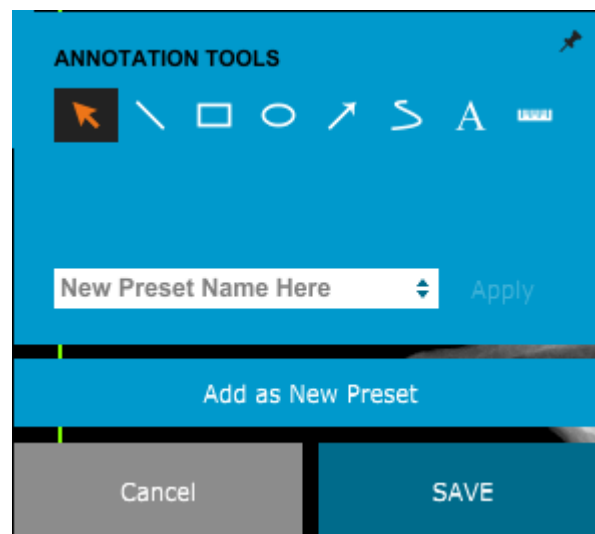 ANNOTATION TOOLS
A
New Preset Name Here
Apply
Add as New Preset
Cancel
SAVE